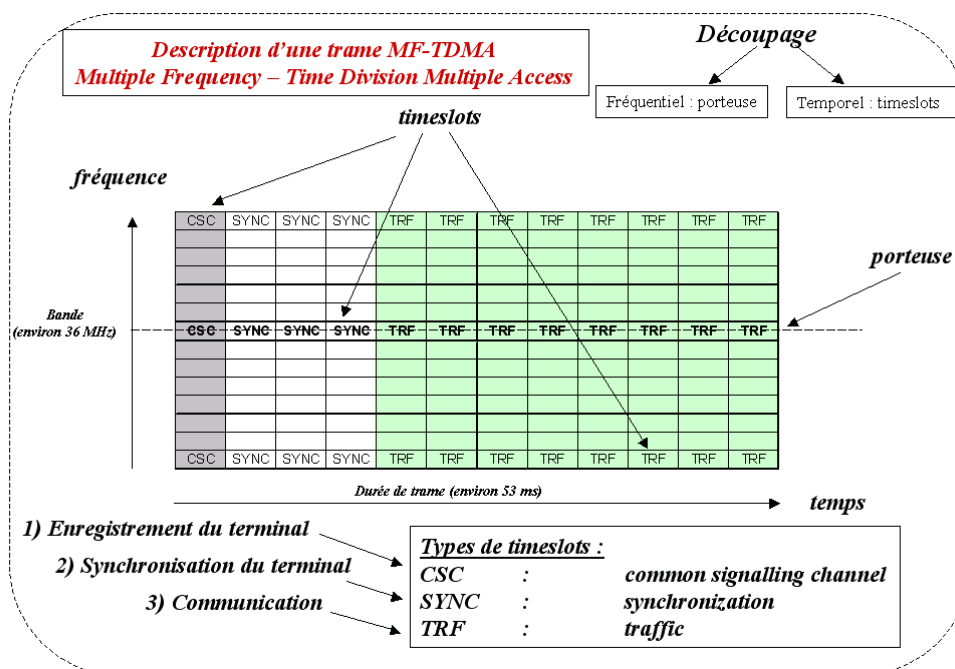 Description d'une trame MF-TDMA
Multiple Frequency – Time Division Multiple Access
Découpage
Fréquentiel : porteuse
Temporel : timeslots
timeslots
fréquence
porteuse
CSC SYNC SYNC SYNC TRF TRF TRF TRF TRF TRF TRF TRF
Bande
(environ 36 MHz)
CSC SYNC SYNC SYNC TRF TRF TRF TRF TRF TRF TRF TRF
CSC SYNC SYNC SYNC TRF TRF TRF TRF TRF TRF TRF TRF
Durée de trame (environ 53 ms)
temps
1) Enregistrement du terminal
2) Synchronisation du terminal
3) Communication
Types de timeslots :
CSC : common signalling channel
SYNC : synchronization
TRF : traffic